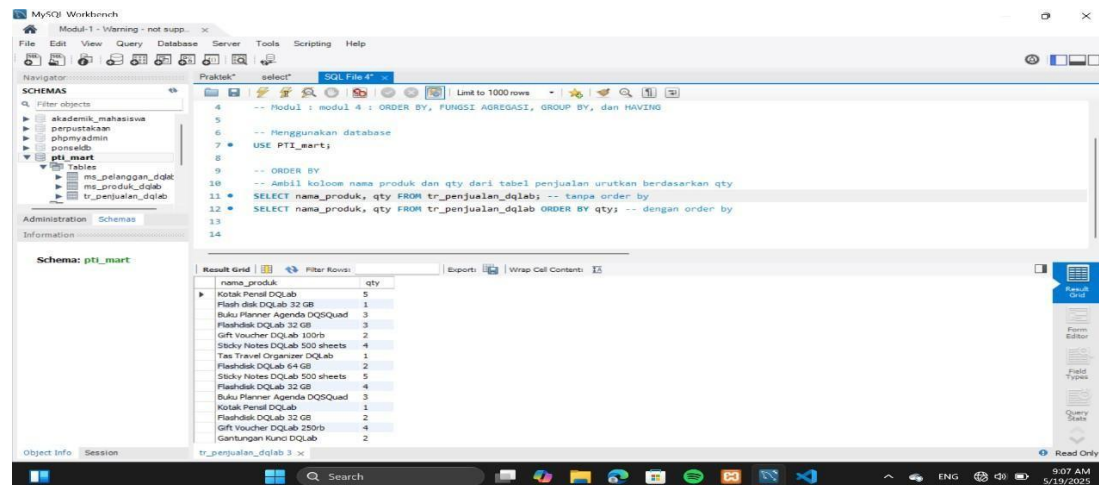 MySQL Workbench
Modul-1 - Warning - not supp..
File Edit View Query Database Server Tools Scripting Help
Navigator
Praktek* select* SQL File 4*
SCHEMAS
Limit to 1000 rows
Filter objects
akademik_mahasiswa
perpustakaan
phpmyadmin
ponseldb
pti_mart
Tables
ms_pelanggan_dqlab
ms_produk_dqlab
tr_penjualan_dqlab
Administration Schemas
Information
Schema: pti_mart
4 -- Modul : modul 4 : ORDER BY, FUNGSI AGREGASI, GROUP BY, dan HAVING
5
6 -- Menggunakan database
7 USE PTI_mart;
8
9 -- ORDER BY
10 -- Ambil koloom nama produk dan qty dari tabel penjualan urutkan berdasarkan qty
11 SELECT nama_produk, qty FROM tr_penjualan_dqlab; -- tanpa order by
12 SELECT nama_produk, qty FROM tr_penjualan_dqlab ORDER BY qty; -- dengan order by
13
14
Result Grid Filter Rows: Export: Wrap Cell Content:
nama_produk qty
Kotak Pensil DQLab 5
Flash disk DQLab 32 GB 1
Buku Planner Agenda DQSQuad 3
Flashdisk DQLab 32 GB 3
Gift Voucher DQLab 100rb 2
Sticky Notes DQLab 500 sheets 4
Tas Travel Organizer DQLab 1
Flashdisk DQLab 64 GB 2
Sticky Notes DQLab 500 sheets 5
Flashdisk DQLab 32 GB 4
Buku Planner Agenda DQSQuad 3
Kotak Pensil DQLab 1
Flashdisk DQLab 32 GB 2
Gift Voucher DQLab 250rb 4
Gantungan Kunci DQLab 2
Result Grid
Form Editor
Field Types
Query Stats
Object Info Session
tr_penjualan_dqlab 3
Read Only
Search
ENG
9:07 AM
5/19/2025